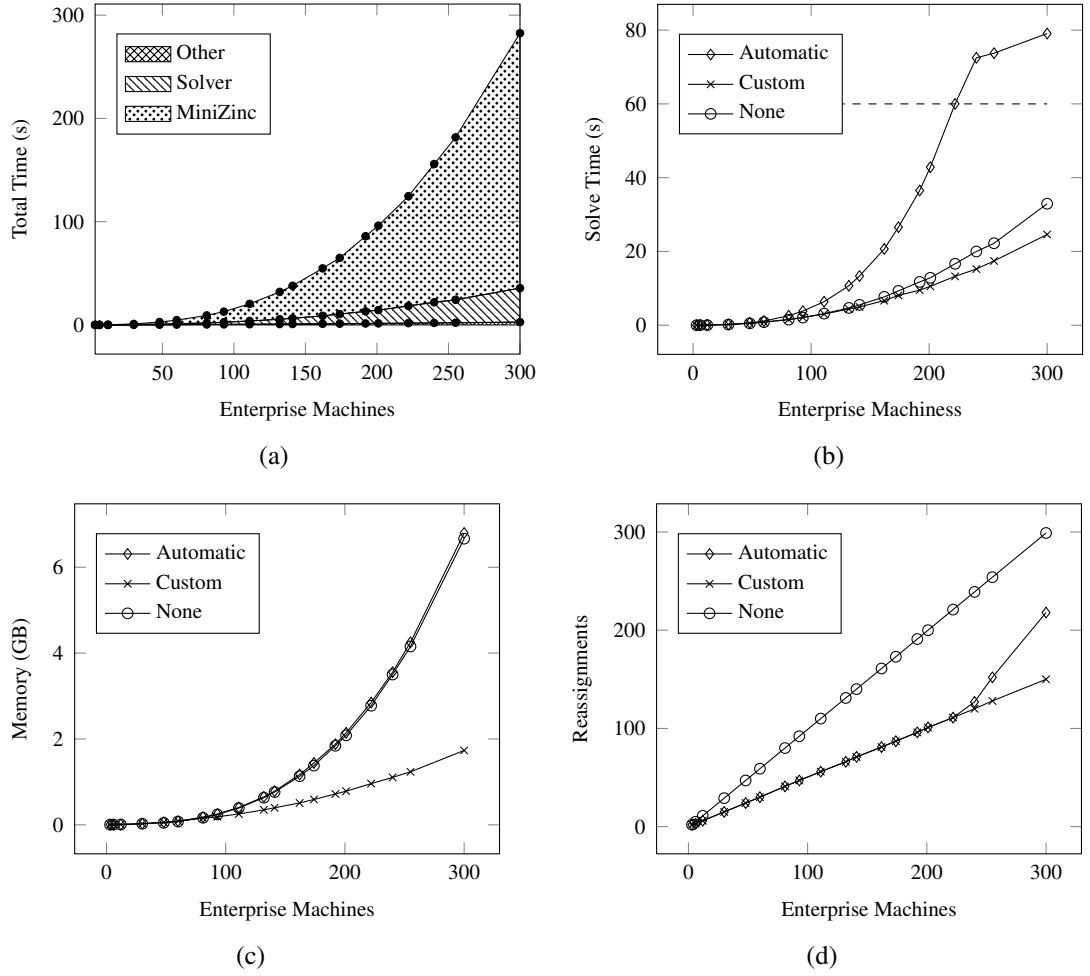 300
200
100
0
Total Time (s)
Other
Solver
MiniZinc
50
100
150
200
250
300
Enterprise Machines
(a)
80
60
40
20
0
Solve Time (s)
Automatic
Custom
None
0
100
200
300
Enterprise Machiness
(b)
6
4
2
0
Memory (GB)
Automatic
Custom
None
0
100
200
300
Enterprise Machines
(c)
300
200
100
0
Reassignments
Automatic
Custom
None
0
100
200
300
Enterprise Machines
(d)